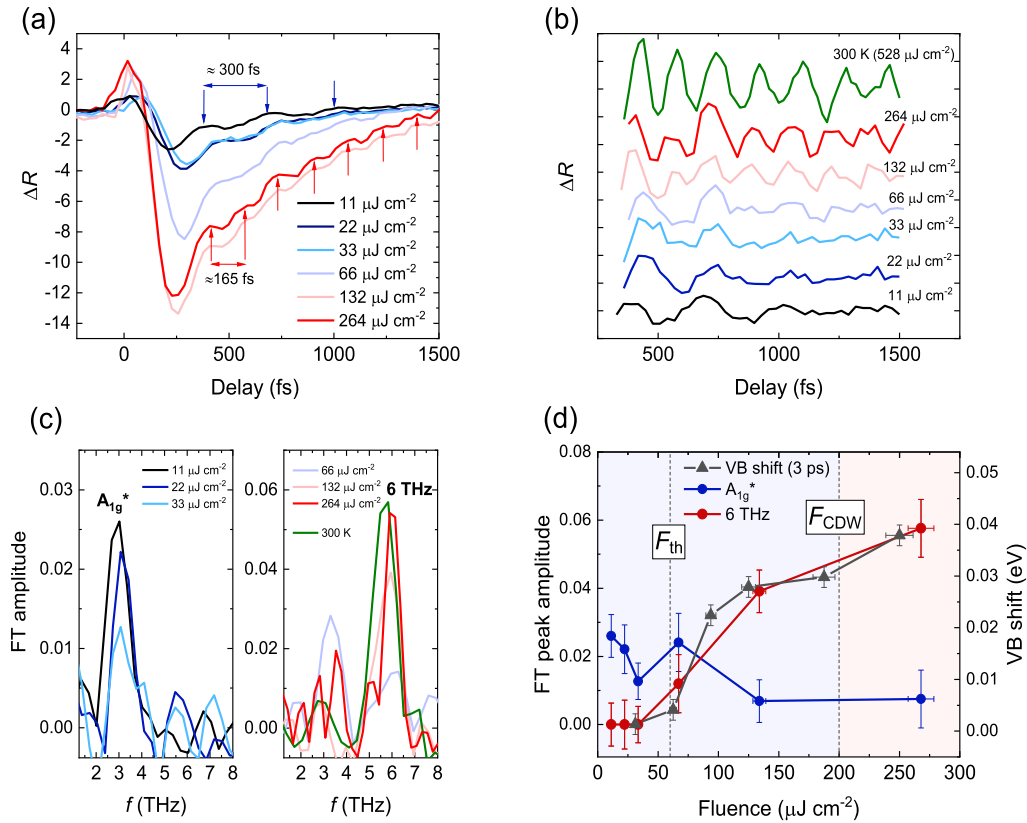 (a)
4
2
0
-2
-4
-6
-8
-10
-12
-14
ΔR
≈ 300 fs
≈165 fs
11 μJ cm-2
22 μJ cm-2
33 μJ cm-2
66 μJ cm-2
132 μJ cm-2
264 μJ cm-2
0 500 1000 1500
Delay (fs)
(b)
ΔR
300 K (528 μJ cm-2)
264 μJ cm-2
132 μJ cm-2
66 μJ cm-2
33 μJ cm-2
22 μJ cm-2
11 μJ cm-2
500 1000 1500
Delay (fs)
(c)
0.04
0.03
0.02
0.01
0.00
FT amplitude
A1g*
11 μJ cm-2
22 μJ cm-2
33 μJ cm-2
2 3 4 5 6 7 8
f (THz)
0.06
0.04
0.02
0.00
66 μJ cm-2
132 μJ cm-2
264 μJ cm-2
300 K
6 THz
2 3 4 5 6 7 8
f (THz)
(d)
0.08
0.06
0.04
0.02
0.00
FT peak amplitude
VB shift (3 ps)
A1g*
6 THz
Fth
FCDW
0.05
0.04
0.03
0.02
0.01
0.00
VB shift (eV)
0 50 100 150 200 250 300
Fluence (μJ cm-2)